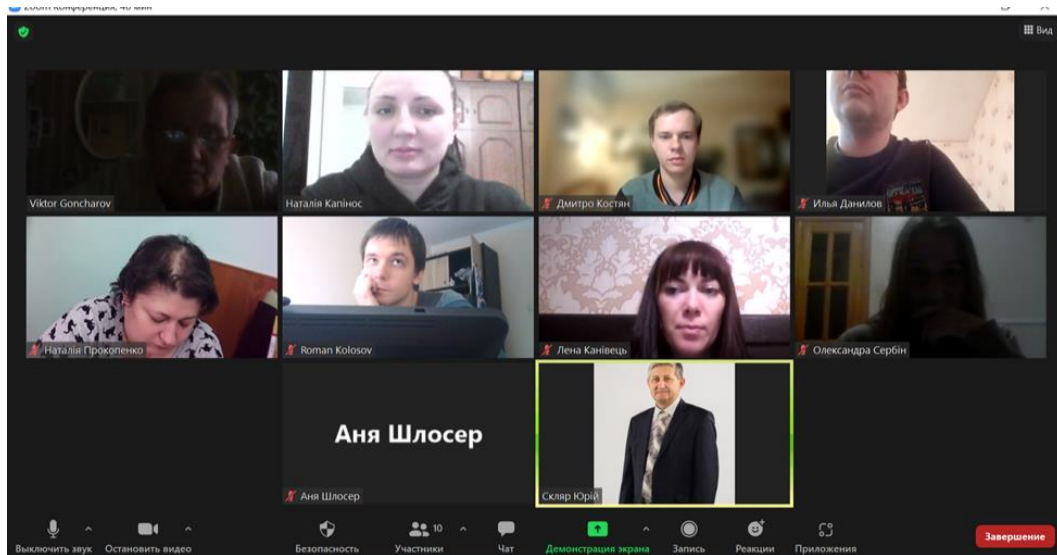 Zoom Конференция, 40 мин
Вид
Viktor Goncharov
Наталія Капінос
Дмитро Костян
Илья Данилов
Наталія Прокопенко
Roman Kolosov
Лена Канівець
Олександра Сербін
Аня Шлосер
Аня Шлосер
Скляр Юрій
10
Выключить звук
Остановить видео
Безопасность
Участники
Чат
Демонстрация экрана
Запись
Реакции
Приложения
Завершение